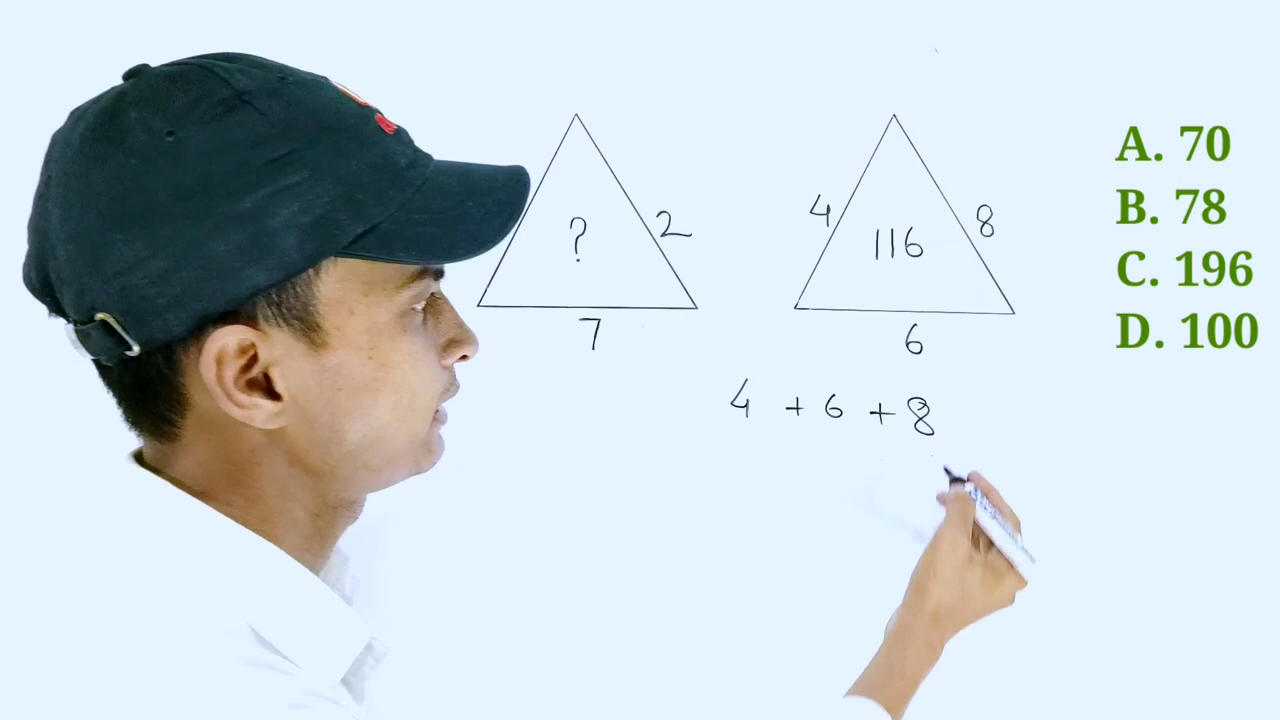 ? 2
7
4 116 8
6
4 + 6 + 8
A. 70
B. 78
C. 196
D. 100